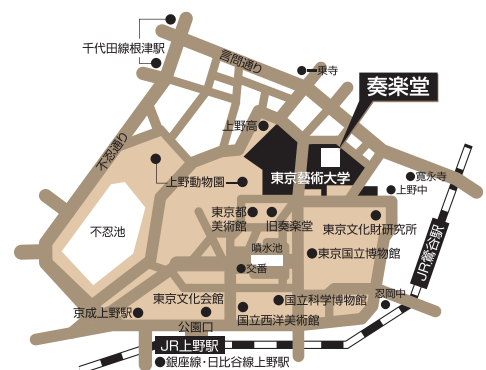 千代田線根津駅
言問通り
東寺
奏楽堂
不忍通り
上野高
上野動物園
東京藝術大学
寛永寺
上野中
東京都
美術館
旧奏楽堂
東京文化財研究所
不忍池
噴水池
東京国立博物館
交番
JR鶯谷駅
東京文化会館
国立科学博物館
忍岡中
京成上野駅
公園口
国立西洋美術館
JR上野駅
銀座線・日比谷線上野駅